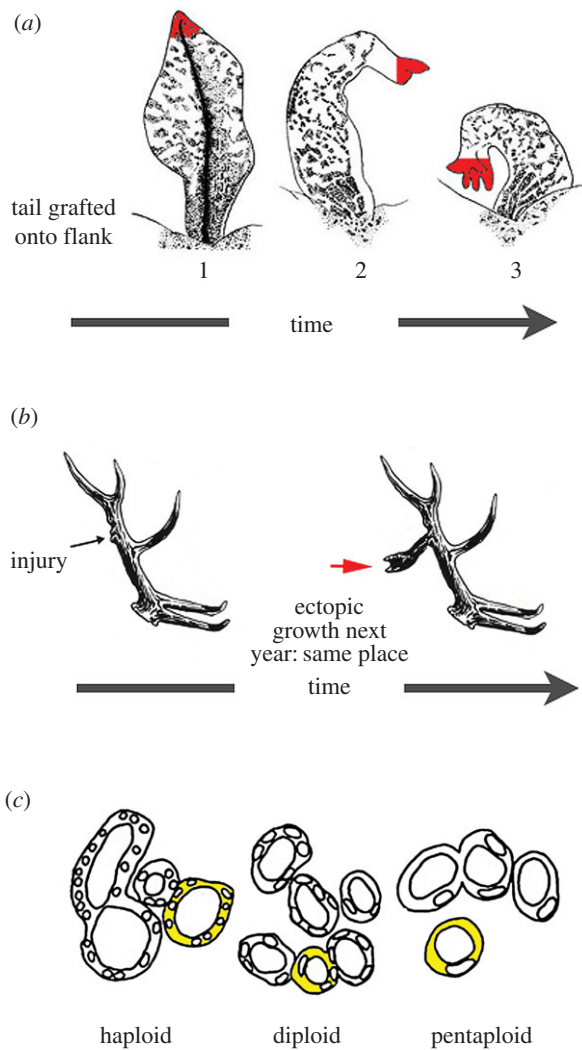 (a)
tail grafted
onto flank
1
2
3
time
(b)
injury
ectopic
growth next
year: same place
time
(c)
haploid
diploid
pentaploid